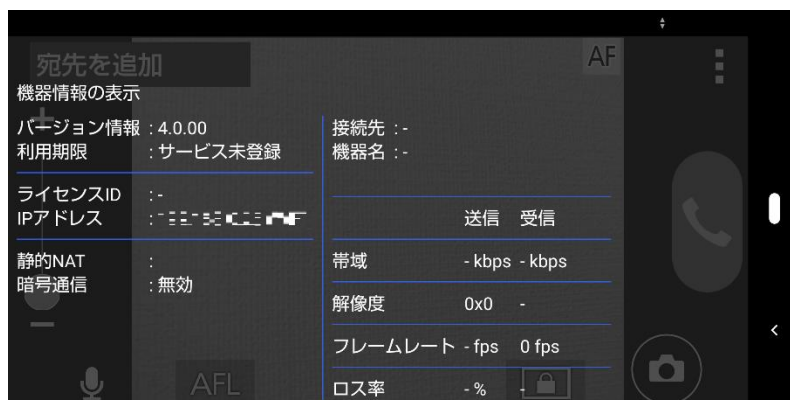 宛先を追加
AF
機器情報の表示
バージョン情報 : 4.0.00
利用期限 : サービス未登録
ライセンスID : -
IPアドレス :
静的NAT :
暗号通信 : 無効
接続先 : -
機器名 : -
送信 受信
帯域 - kbps - kbps
解像度 0x0 -
フレームレート - fps 0 fps
ロス率 - % -
AFL